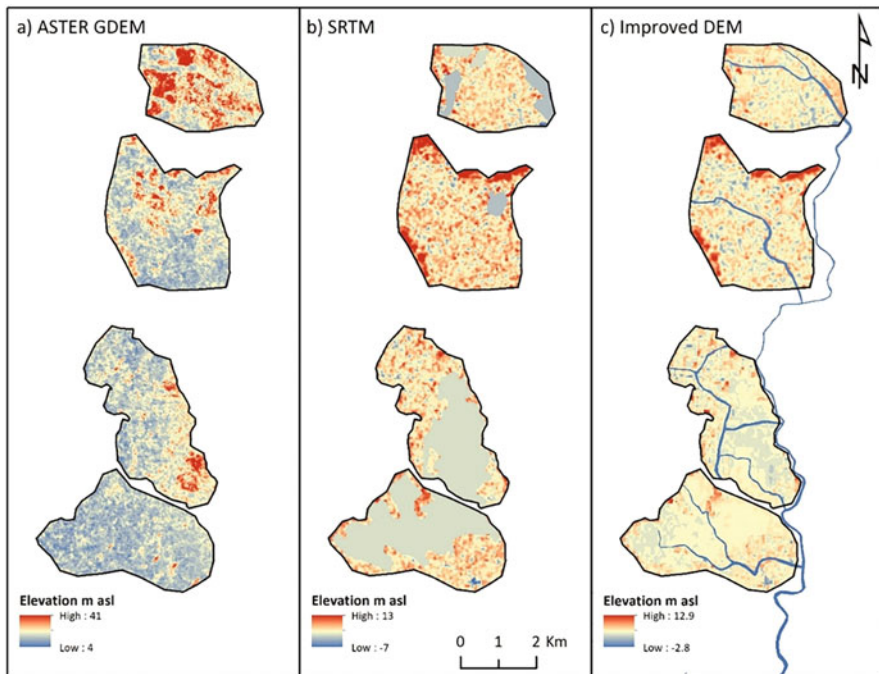 a) ASTER GDEM
b) SRTM
c) Improved DEM
N
Elevation m asl
High : 41
Low : 4
Elevation m asl
High : 13
Low : -7
0 1 2 Km
Elevation m asl
High : 12.9
Low : -2.8